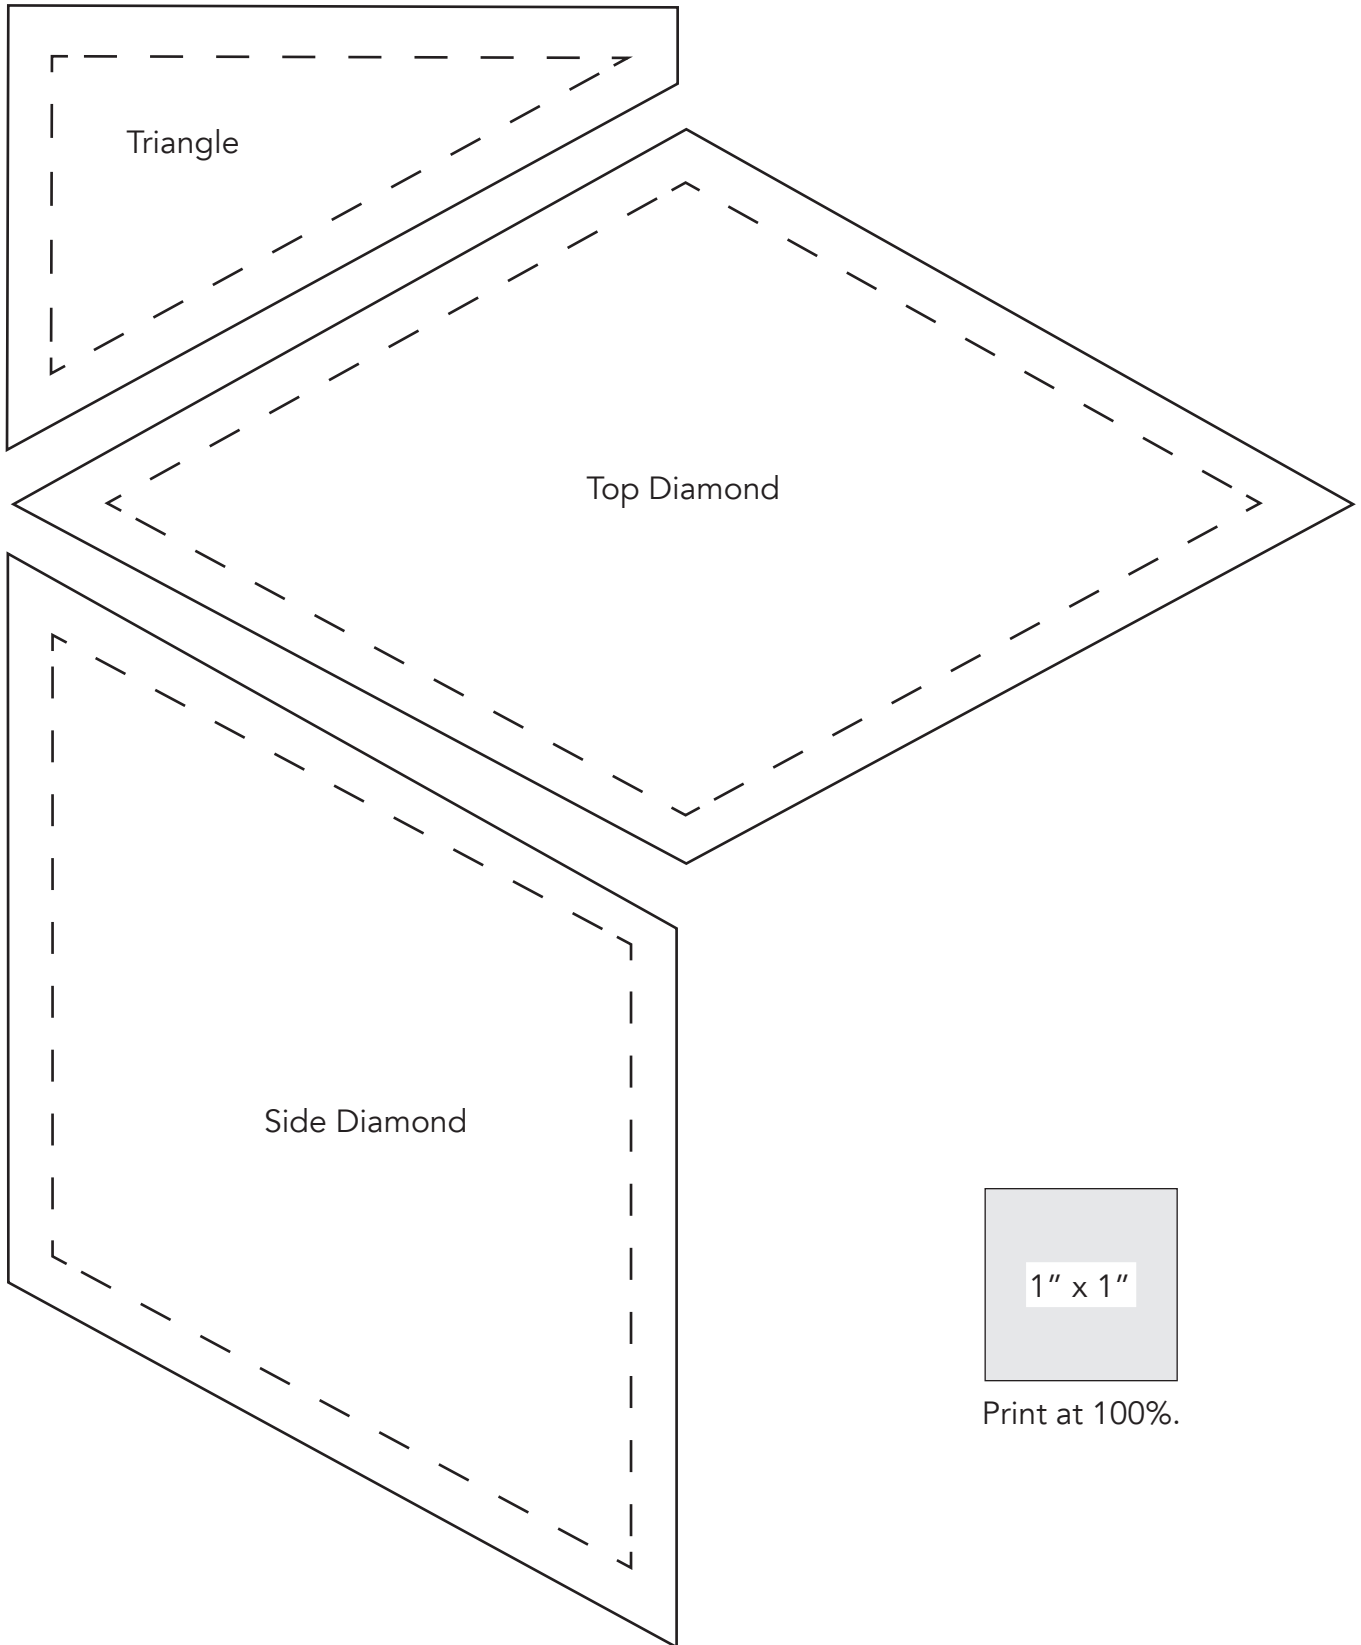 Triangle
Top Diamond
Side Diamond
1” x 1”
Print at 100%.